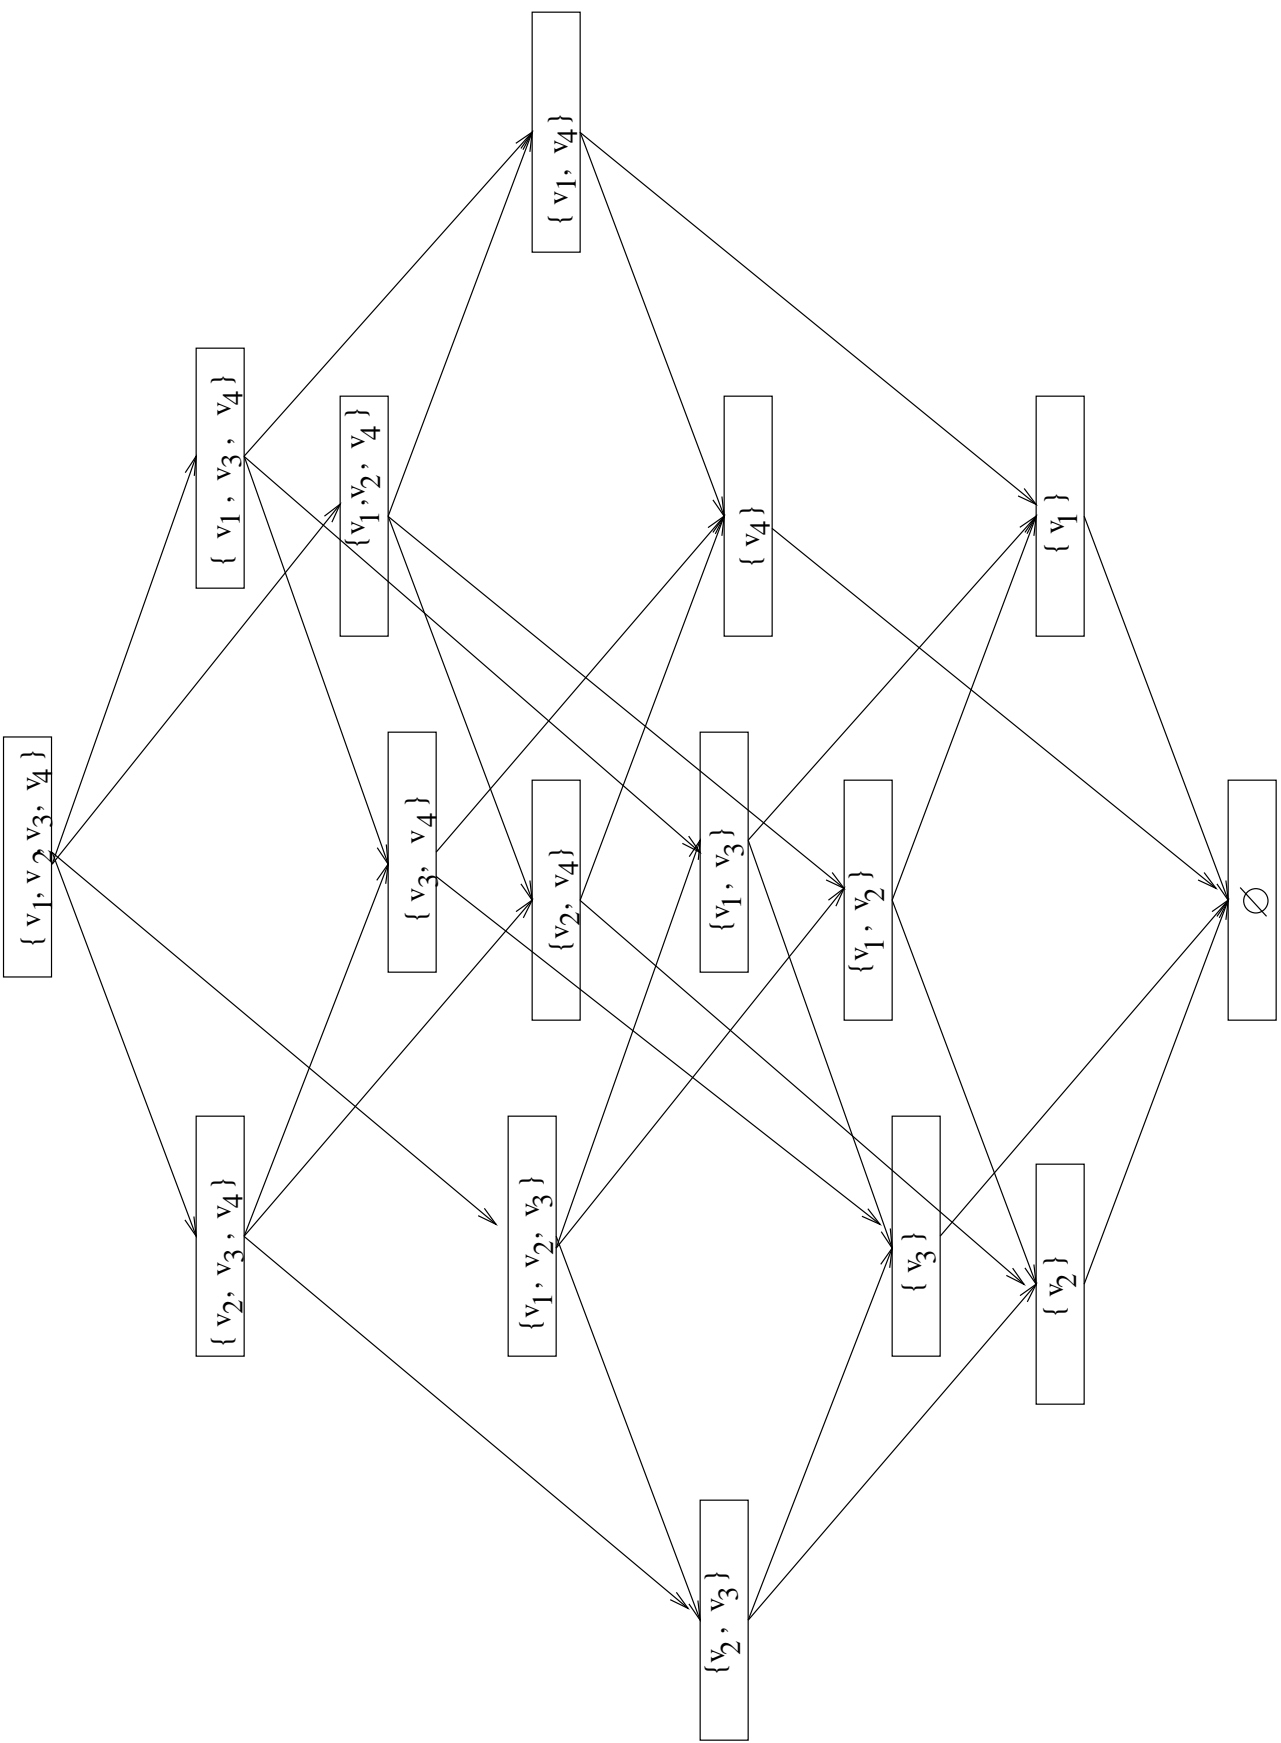 { v1, v2, v3, v4 }
{ v2, v3, v4 }
{ v1, v3, v4 }
{ v1, v2, v4 }
{ v3, v4 }
{ v1, v2, v3 }
{ v2, v4 }
{ v1, v4 }
{ v2, v3 }
{ v1, v3 }
{ v4 }
{ v1, v2 }
{ v3 }
{ v2 }
{ v1 }
∅